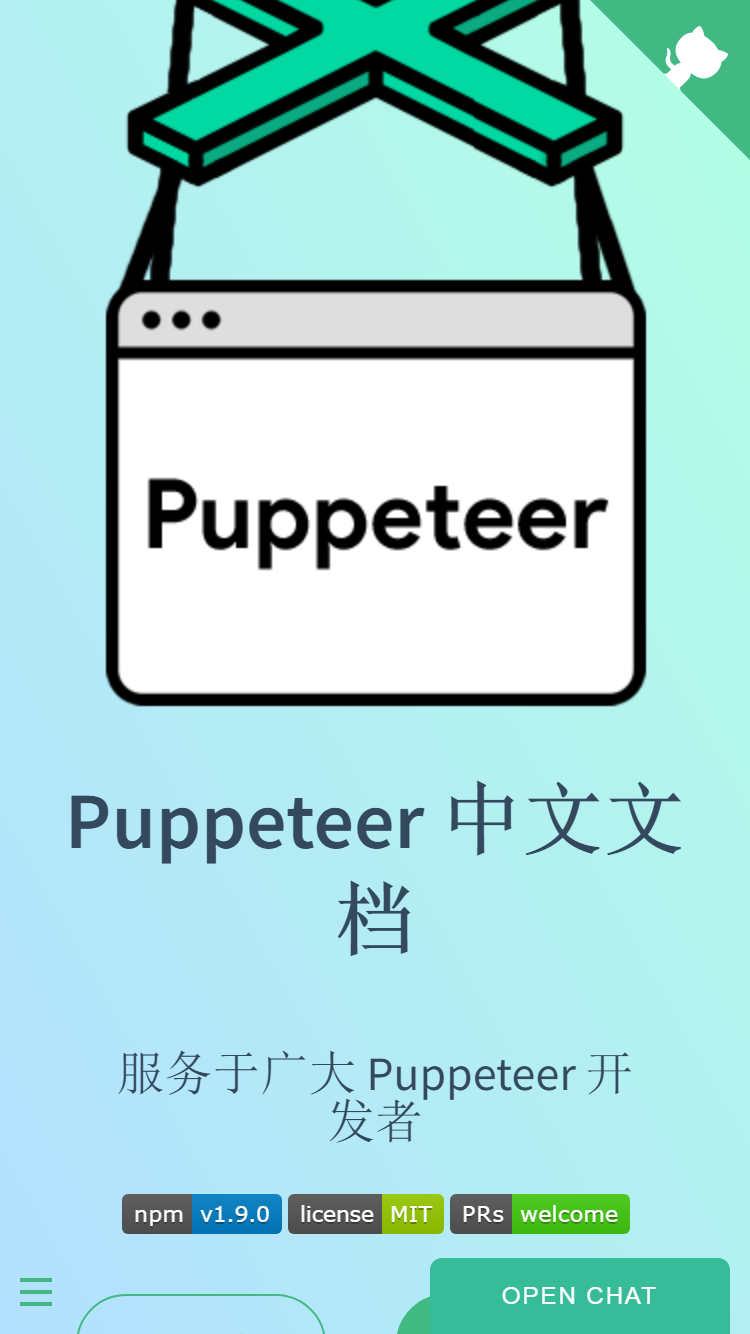 Puppeteer
Puppeteer 中文文
档
服务于广大 Puppeteer 开
发者
npm v1.9.0 license MIT PRs welcome
OPEN CHAT